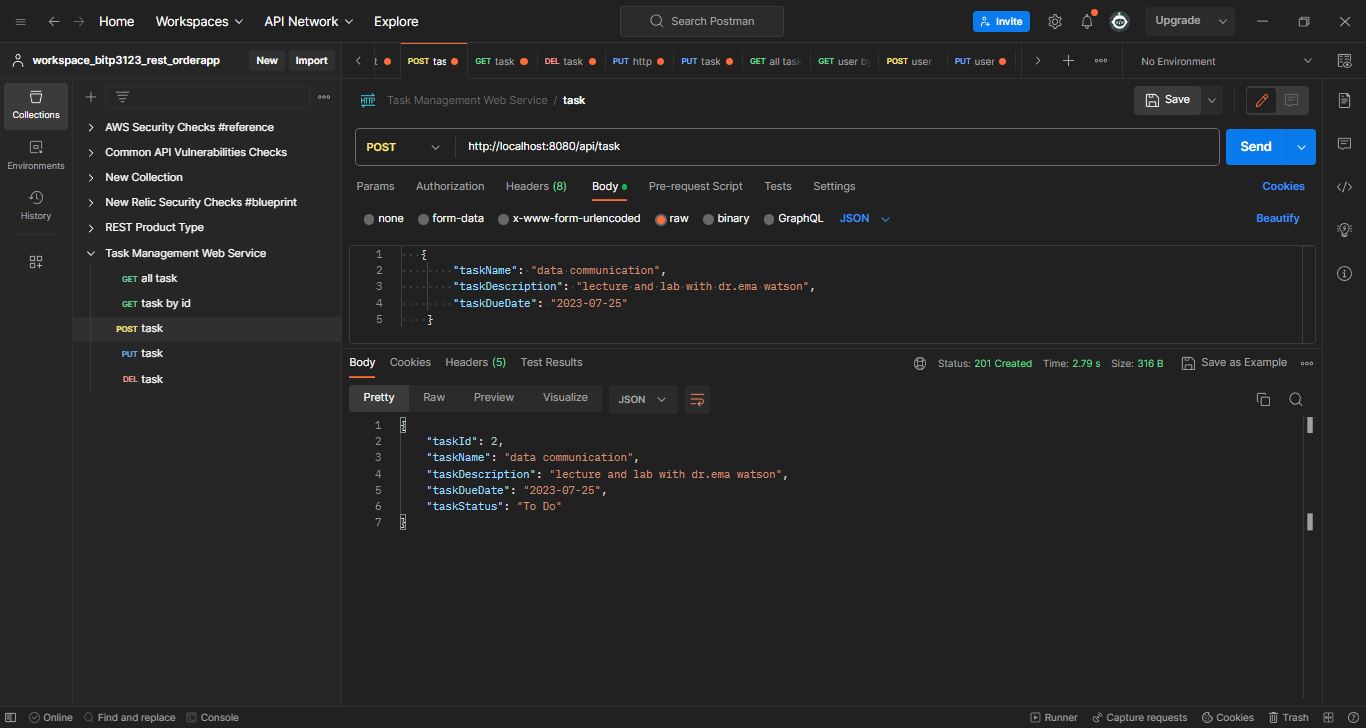 Home Workspaces API Network Explore Search Postman Invite Upgrade
workspace_bitp3123_rest_orderapp New Import t POST tas GET task DEL task PUT http PUT task GET all task GET user by POST user PUT user No Environment
Collections
Environments
History
AWS Security Checks #reference
Common API Vulnerabilities Checks
New Collection
New Relic Security Checks #blueprint
REST Product Type
Task Management Web Service
GET all task
GET task by id
POST task
PUT task
DEL task
HTTP Task Management Web Service / task Save
POST http://localhost:8080/api/task Send
Params Authorization Headers (8) Body Pre-request Script Tests Settings Cookies
none form-data x-www-form-urlencoded raw binary GraphQL JSON Beautify
1 {
2 "taskName": "data communication",
3 "taskDescription": "lecture and lab with dr.ema watson",
4 "taskDueDate": "2023-07-25"
5 }
Body Cookies Headers (5) Test Results Status: 201 Created Time: 2.79 s Size: 316 B Save as Example
Pretty Raw Preview Visualize JSON
1 {
2 "taskId": 2,
3 "taskName": "data communication",
4 "taskDescription": "lecture and lab with dr.ema watson",
5 "taskDueDate": "2023-07-25",
6 "taskStatus": "To Do"
7 }
Online Find and replace Console Runner Capture requests Cookies Trash